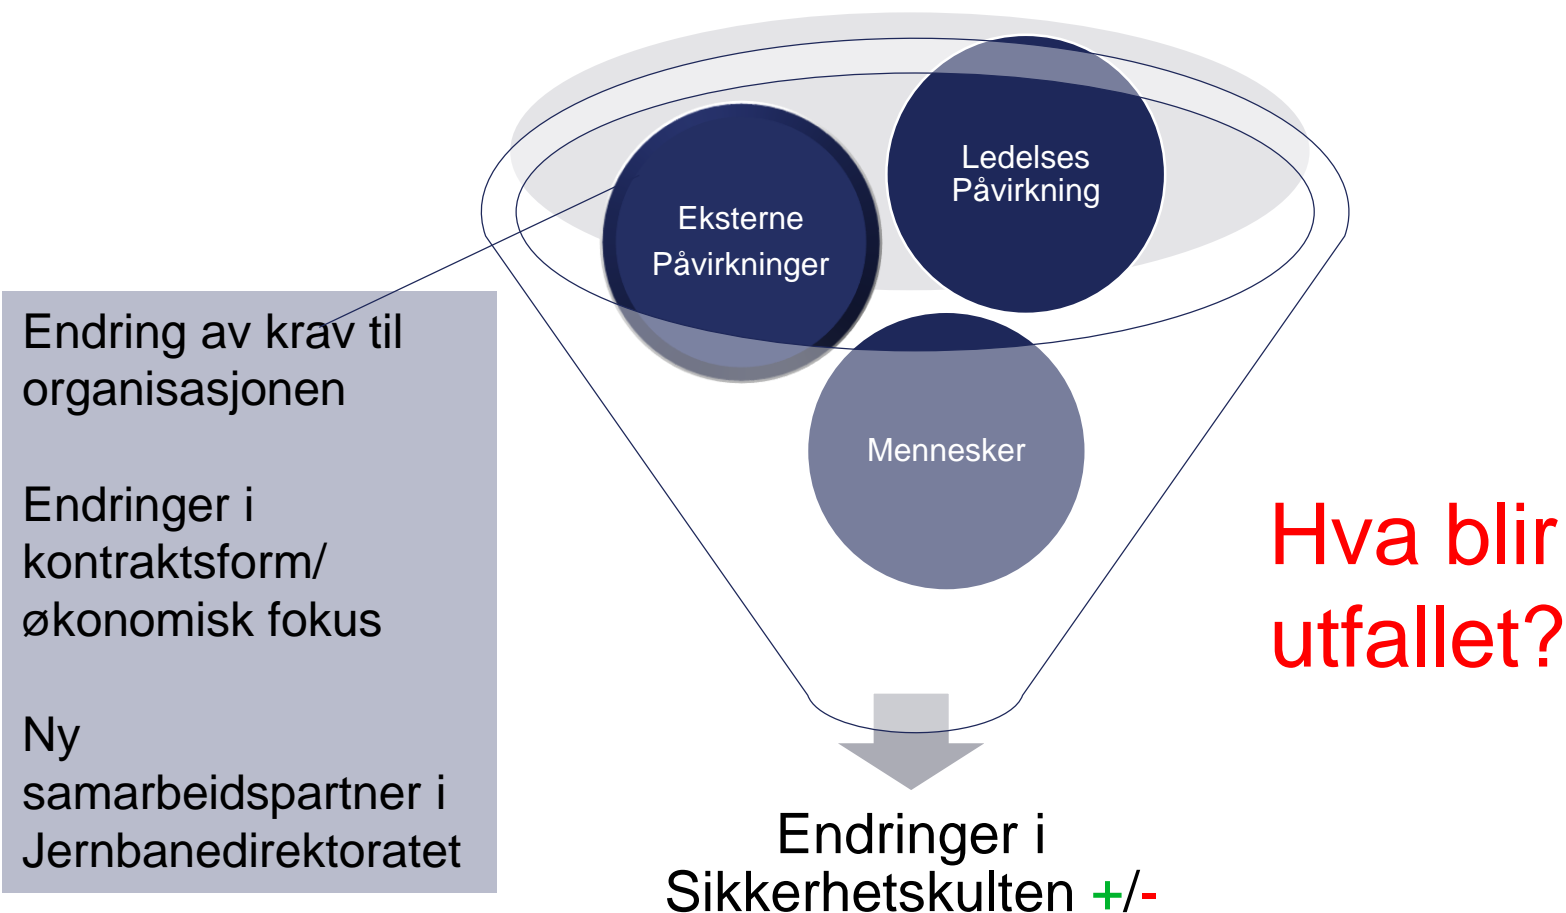 Ledelses
Påvirkning
Eksterne
Påvirkninger
Mennesker
Endring av krav til
organisasjonen
Endringer i
kontraktsform/
økonomisk fokus
Ny
samarbeidspartner i
Jernbanedirektoratet
Hva blir
utfallet?
Endringer i
Sikkerhetskulten +/-